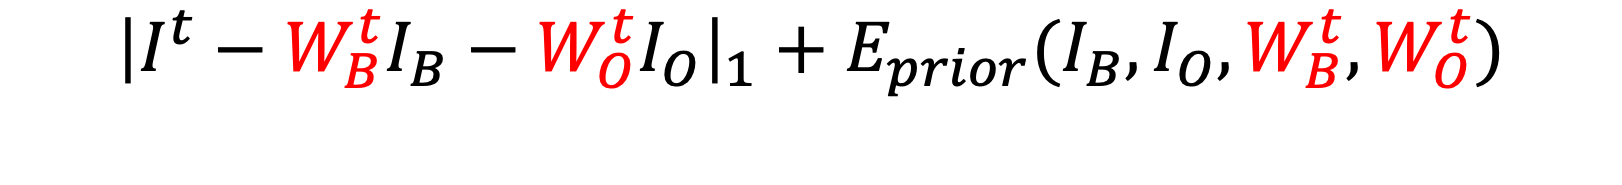 |I^t − W_B^t I_B − W_O^t I_O|_1 + E_prior(I_B, I_O, W_B^t, W_O^t)